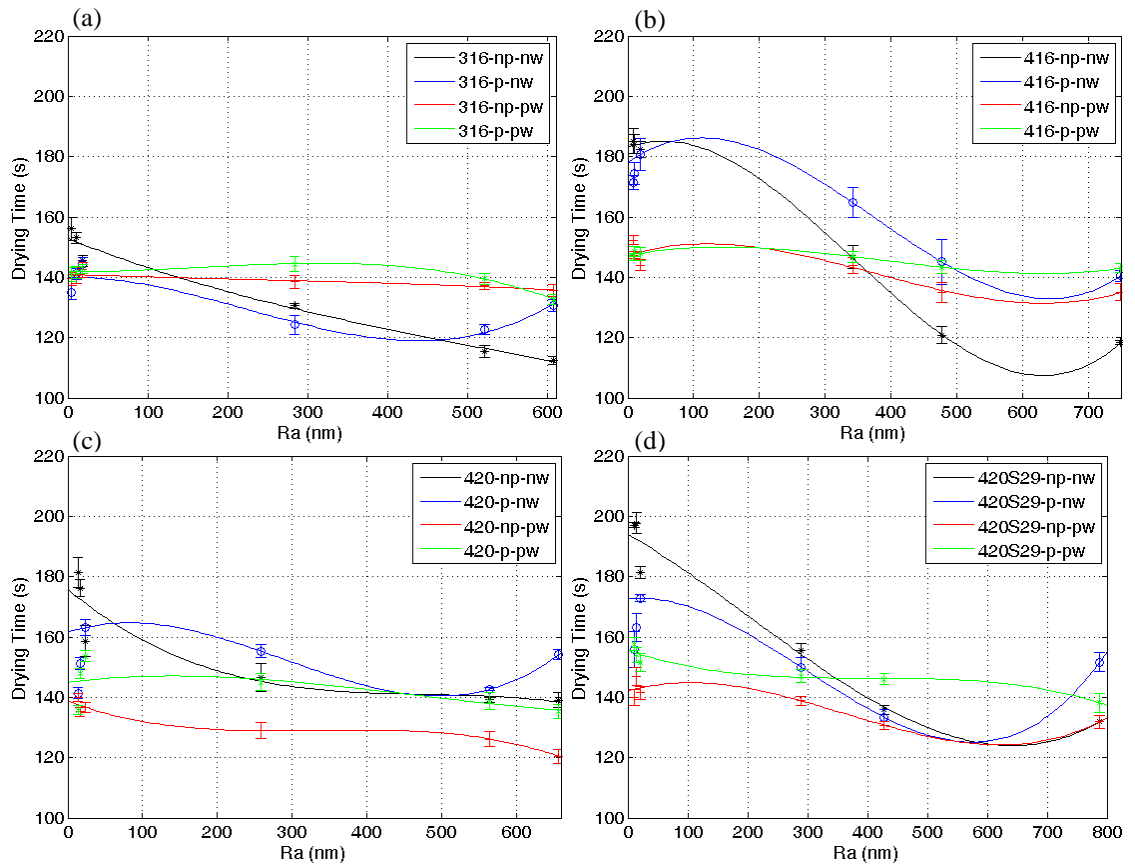 (a)
220
200
180
160
140
120
100
Drying Time (s)
316-np-nw
316-p-nw
316-np-pw
316-p-pw
0 100 200 300 400 500 600
Ra (nm)
(b)
220
200
180
160
140
120
100
Drying Time (s)
416-np-nw
416-p-nw
416-np-pw
416-p-pw
0 100 200 300 400 500 600 700
Ra (nm)
(c)
220
200
180
160
140
120
100
80
Drying Time (s)
420-np-nw
420-p-nw
420-np-pw
420-p-pw
0 100 200 300 400 500 600
Ra (nm)
(d)
220
200
180
160
140
120
100
80
Drying Time (s)
420S29-np-nw
420S29-p-nw
420S29-np-pw
420S29-p-pw
0 100 200 300 400 500 600 700 800
Ra (nm)